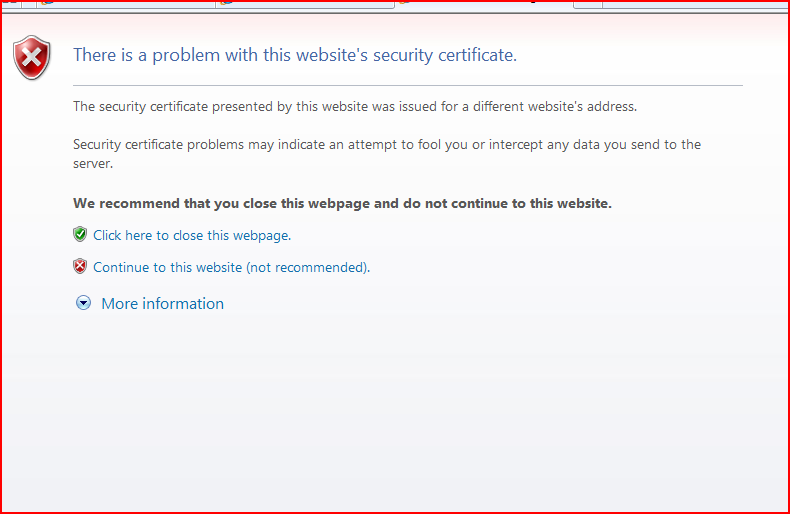 There is a problem with this website's security certificate.
The security certificate presented by this website was issued for a different website's address.
Security certificate problems may indicate an attempt to fool you or intercept any data you send to the
server.
We recommend that you close this webpage and do not continue to this website.
Click here to close this webpage.
Continue to this website (not recommended).
More information